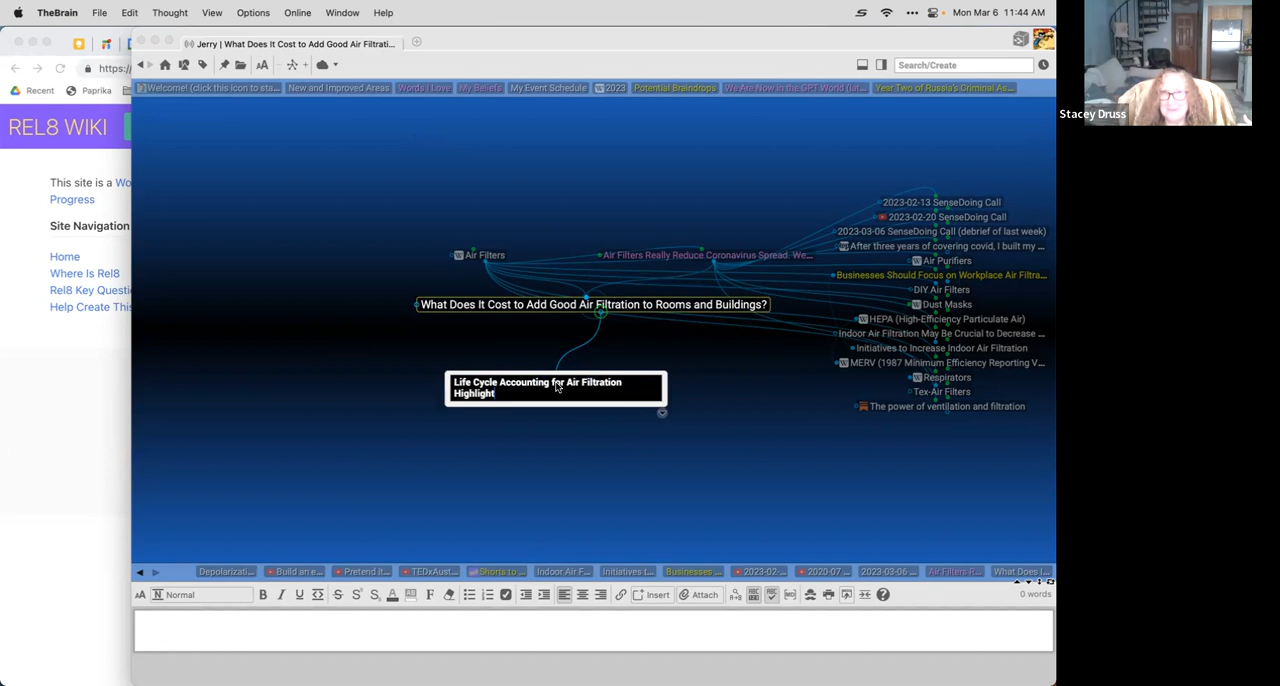 TheBrain File Edit Thought View Options Online Window Help
Mon Mar 6 11:44 AM
Jerry | What Does It Cost to Add Good Air Filtrati...
https:/
Search/Create
Recent Paprika
Welcome! (click this icon to sta... New and Improved Areas Words I Love My Beliefs My Event Schedule 2023 Potential Braindrops We Are Now in the GPT World (lat... Year Two of Russia's Criminal As...
REL8 WIKI
Stacey Druss
This site is a Wo
Progress
Site Navigation
Home
Where Is Rel8
Rel8 Key Questi
Help Create Thi
Air Filters
Air Filters Really Reduce Coronavirus Spread. We...
What Does It Cost to Add Good Air Filtration to Rooms and Buildings?
Life Cycle Accounting for Air Filtration
Highlight
2023-02-13 SenseDoing Call
2023-02-20 SenseDoing Call
2023-03-06 SenseDoing Call (debrief of last week)
After three years of covering covid, I built my ...
Air Purifiers
Businesses Should Focus on Workplace Air Filtra...
DIY Air Filters
Dust Masks
HEPA (High-Efficiency Particulate Air)
Indoor Air Filtration May Be Crucial to Decrease ...
Initiatives to Increase Indoor Air Filtration
MERV (1987 Minimum Efficiency Reporting V...
Respirators
Tex-Air Filters
The power of ventilation and filtration
Depolarizati... Build an e... Pretend it... TEDxAust... Shorts to ... Indoor Air F... Initiatives t... Businesses ... 2023-02-... 2020-07... 2023-03-06 ... Air Filters R... What Does I...
Normal
Insert
Attach
0 words